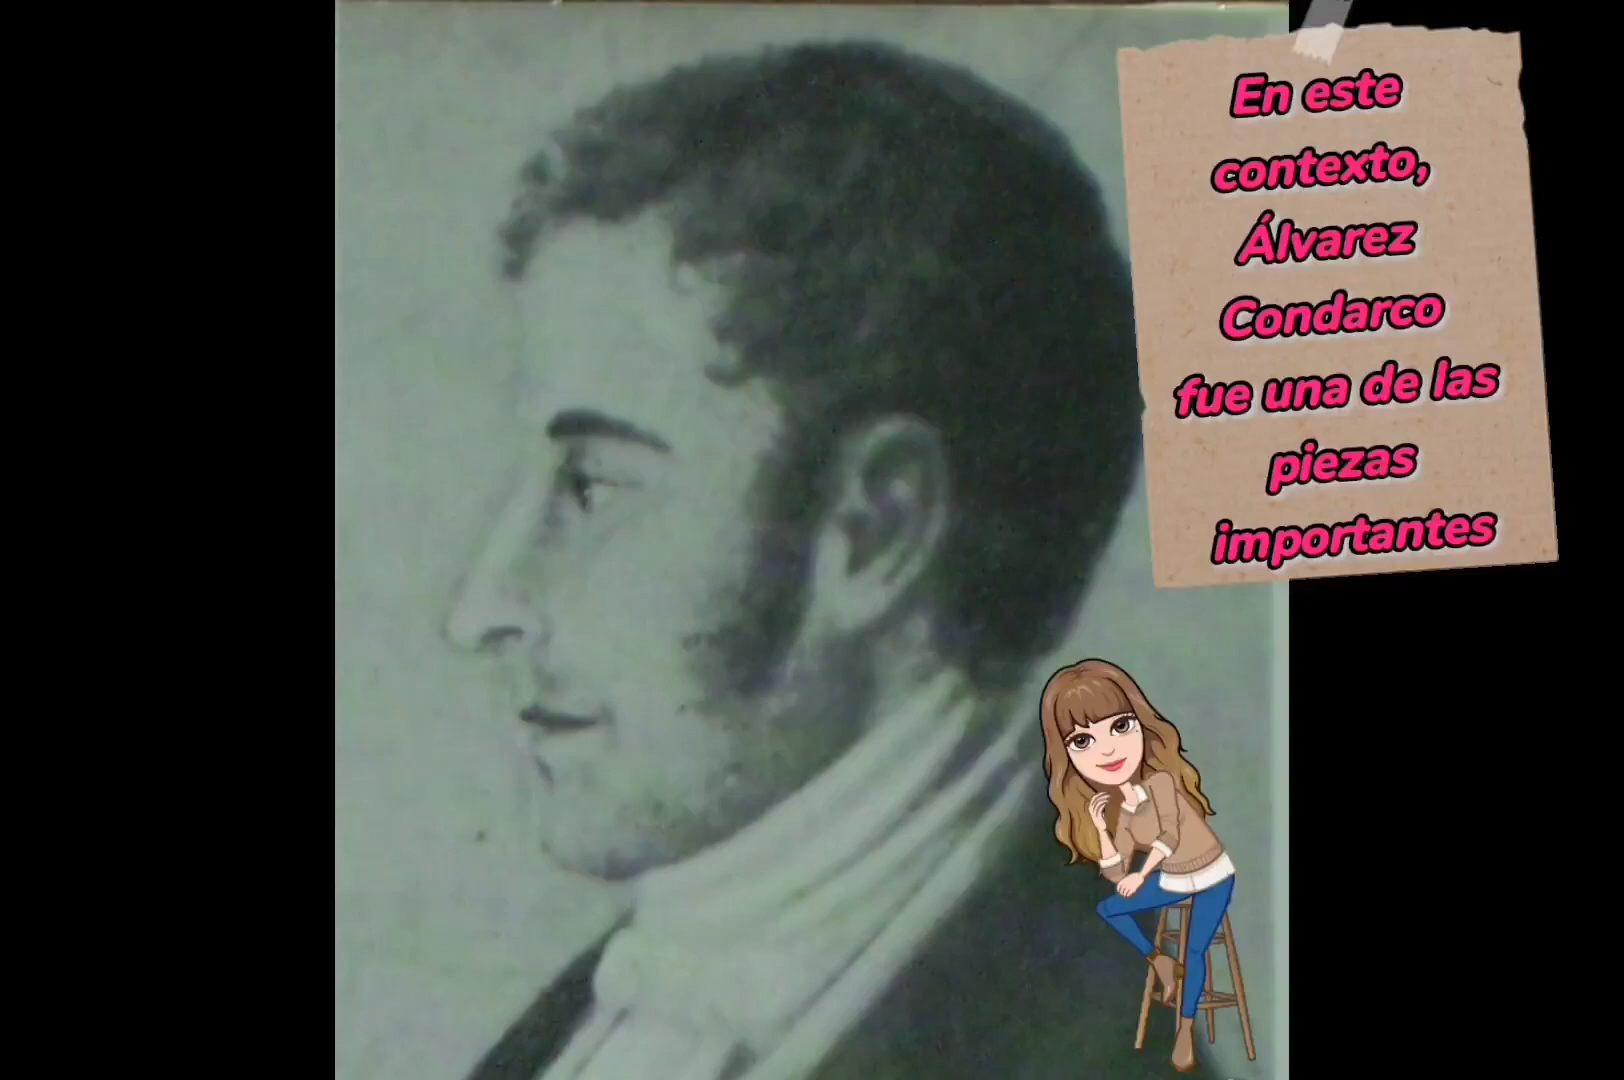 En este
contexto,
Álvarez
Condarco
fue una de las
piezas
importantes